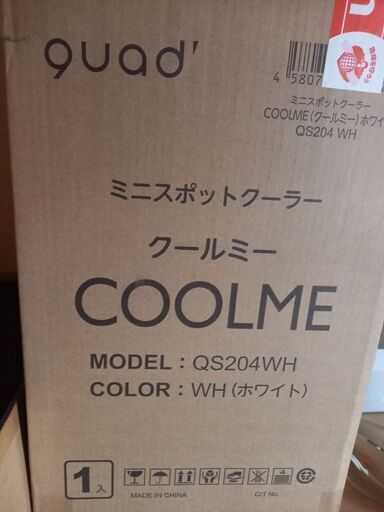 quad'
4 5807
ミニスポットクーラー
COOLME(クールミー)ホワイ
QS204 WH
ミニスポットクーラー
クールミー
COOLME
MODEL：QS204WH
COLOR：WH(ホワイト)
1
入
MADE IN CHINA
C/T No.